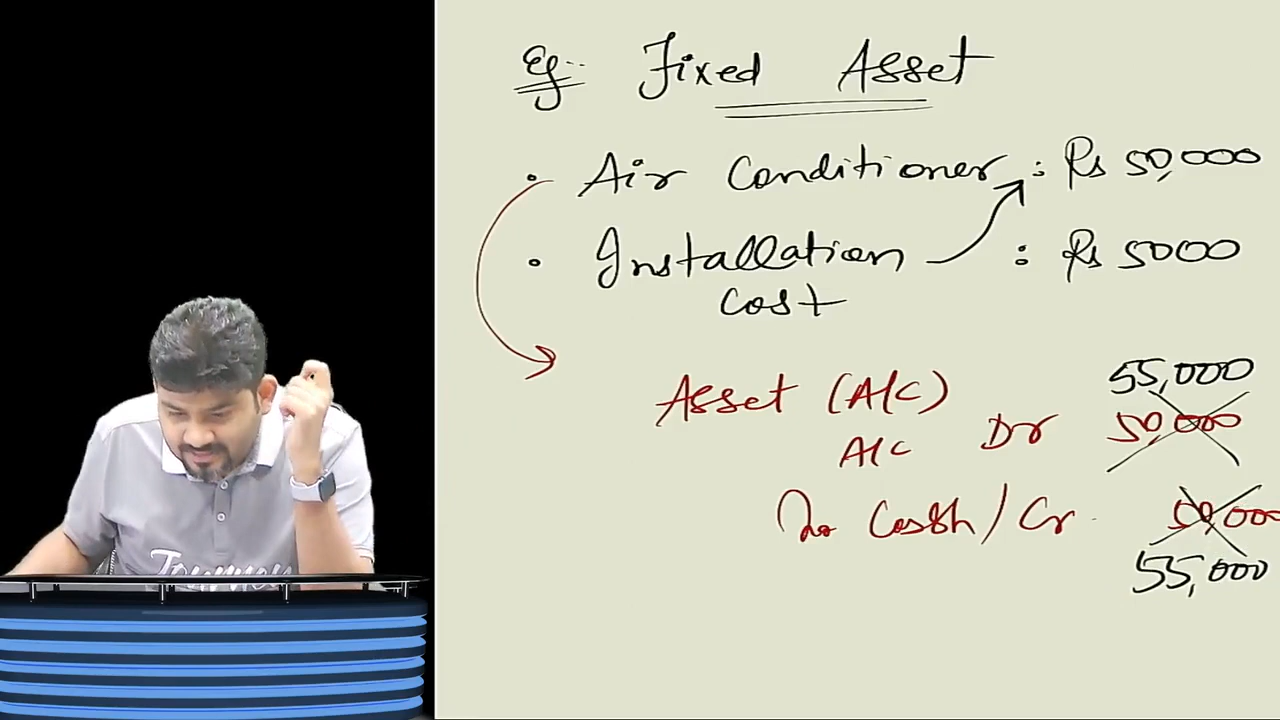 Eg:-
Fixed Asset
• Air Conditioner : Rs 50,000
• Installation : Rs 5000
Cost
55,000
Asset (A/C)
A/C Dr 50,000
To Cash / Cr. 50,000
55,000